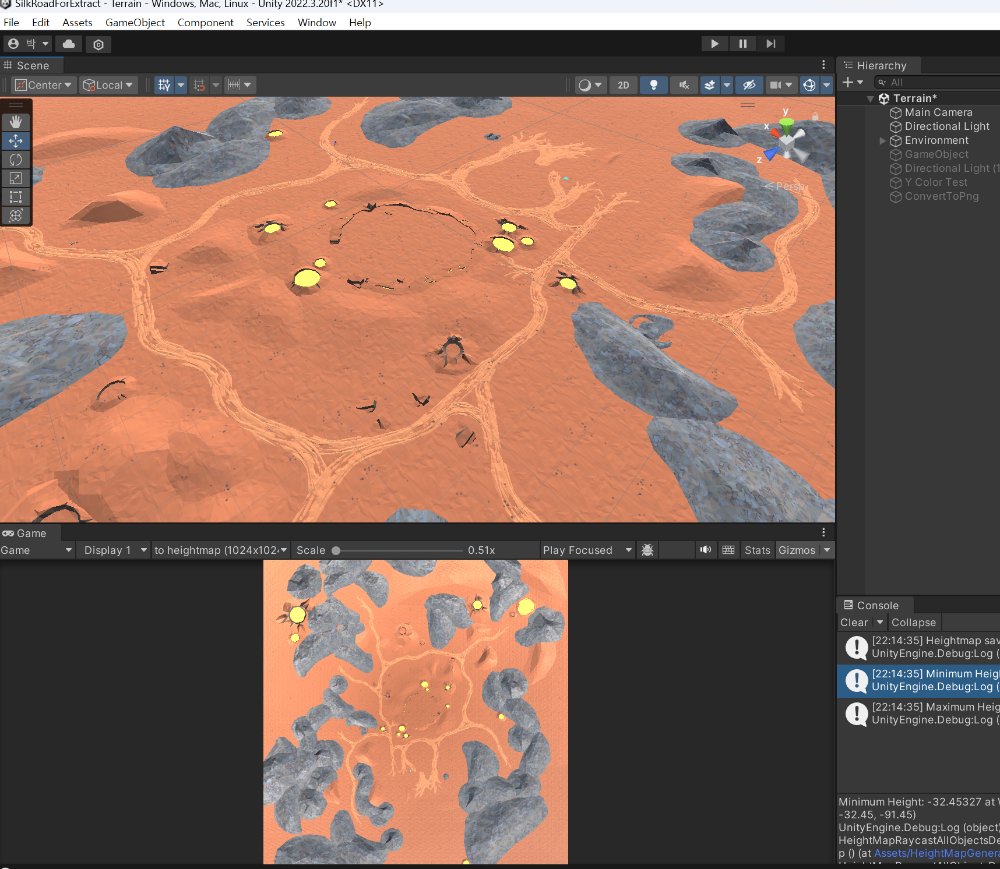 SilkRoadForExtract - Terrain - Windows, Mac, Linux - Unity 2022.3.20f1* <DX11>
File Edit Assets GameObject Component Services Window Help
박
Scene
Center Local 2D
y
x
z
Persp
Hierarchy
All
Terrain*
Main Camera
Directional Light
Environment
GameObject
Directional Light (1
Y Color Test
ConvertToPng
Game
Game Display 1 to heightmap (1024x102 Scale 0.51x Play Focused Stats Gizmos
Console
Clear Collapse
[22:14:35] Heightmap sav
UnityEngine.Debug:Log (
[22:14:35] Minimum Heig
UnityEngine.Debug:Log (
[22:14:35] Maximum Heig
UnityEngine.Debug:Log (
Minimum Height: -32.45327 at
-32.45, -91.45)
UnityEngine.Debug:Log (object)
HeightMapRaycastAllObjectsDe
p () (at Assets/HeightMapGenera